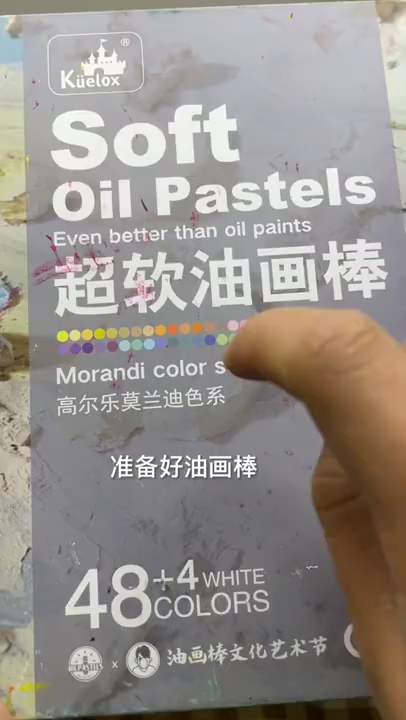 Küelox®
Soft
Oil Pastels
Even better than oil paints
超软油画棒
Morandi color s
高尔乐莫兰迪色系
准备好油画棒
48+4 WHITE
COLORS
OILPASTELS × 油画棒文化艺术节